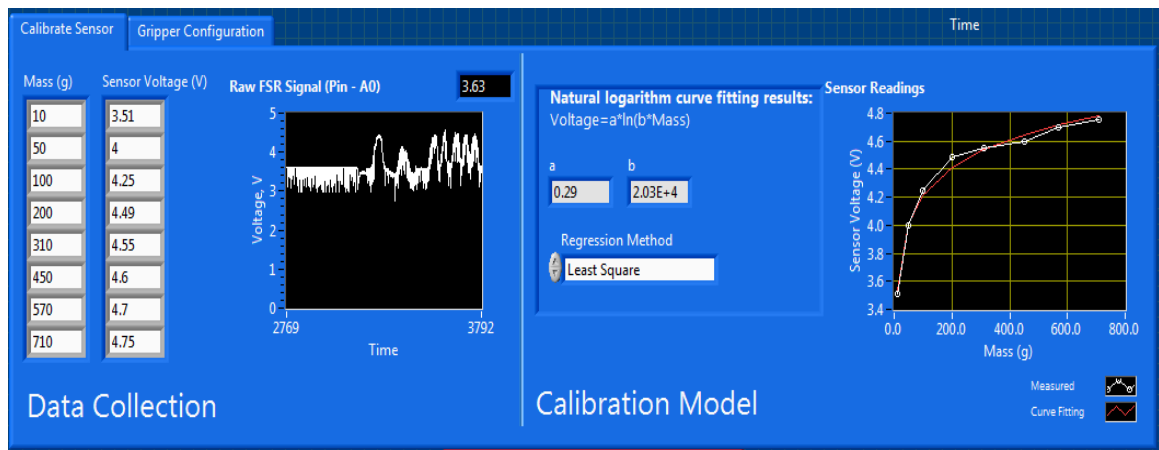 Time
Calibrate Sensor Gripper Configuration
Mass (g) Sensor Voltage (V)
10 3.51
50 4
100 4.25
200 4.49
310 4.55
450 4.6
570 4.7
710 4.75
Raw FSR Signal (Pin - A0) 3.63
Voltage, V
5
4
3
2
1
0
2769 3792
Time
Data Collection
Natural logarithm curve fitting results:
Voltage=a*ln(b*Mass)
a b
0.29 2.03E+4
Regression Method
Least Square
Calibration Model
Sensor Readings
Sensor Voltage (V)
4.8
4.6
4.4
4.2
4.0
3.8
3.6
3.4
0.0 200.0 400.0 600.0 800.0
Mass (g)
Measured
Curve Fitting